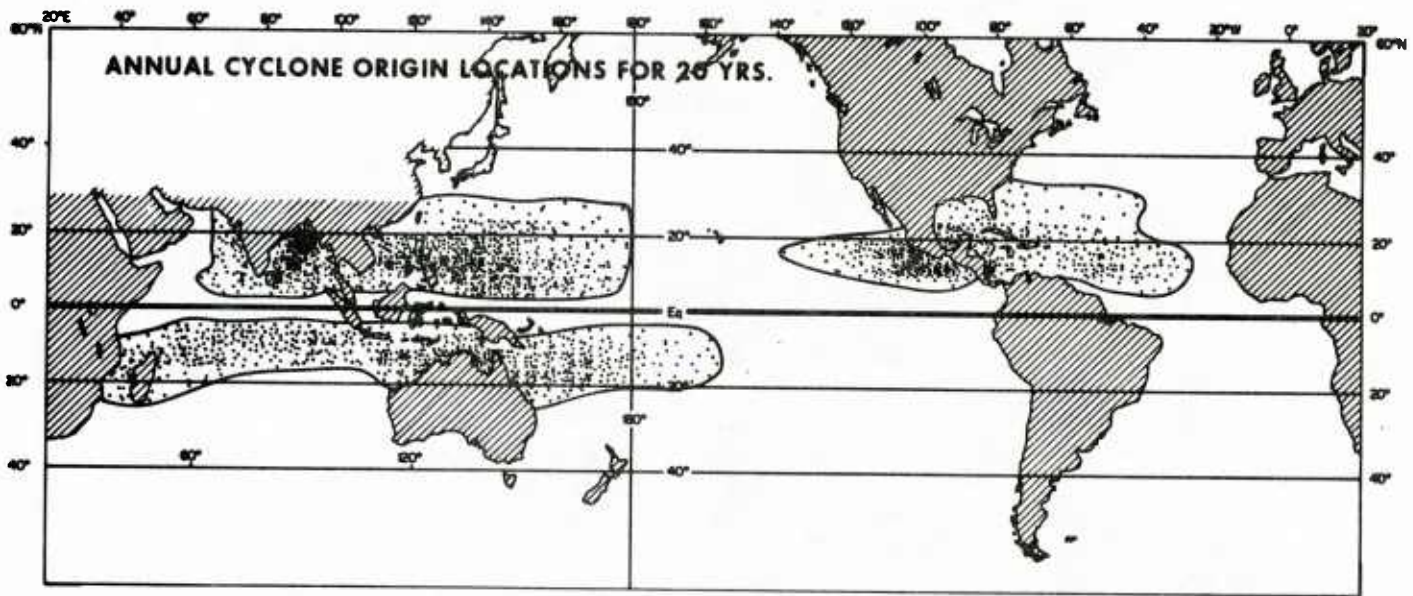 20°E 40° 60° 80° 100° 120° 140° 160° 180° 160° 140° 120° 100° 80° 60° 40° 20°W 0° 20°
60°N 60°N
ANNUAL CYCLONE ORIGIN LOCATIONS FOR 20 YRS.
180°
40° 40° 40°
20° 20° 20°
0° Eq 0°
20° 20° 20°
160°
40° 60° 120° 40° 40°